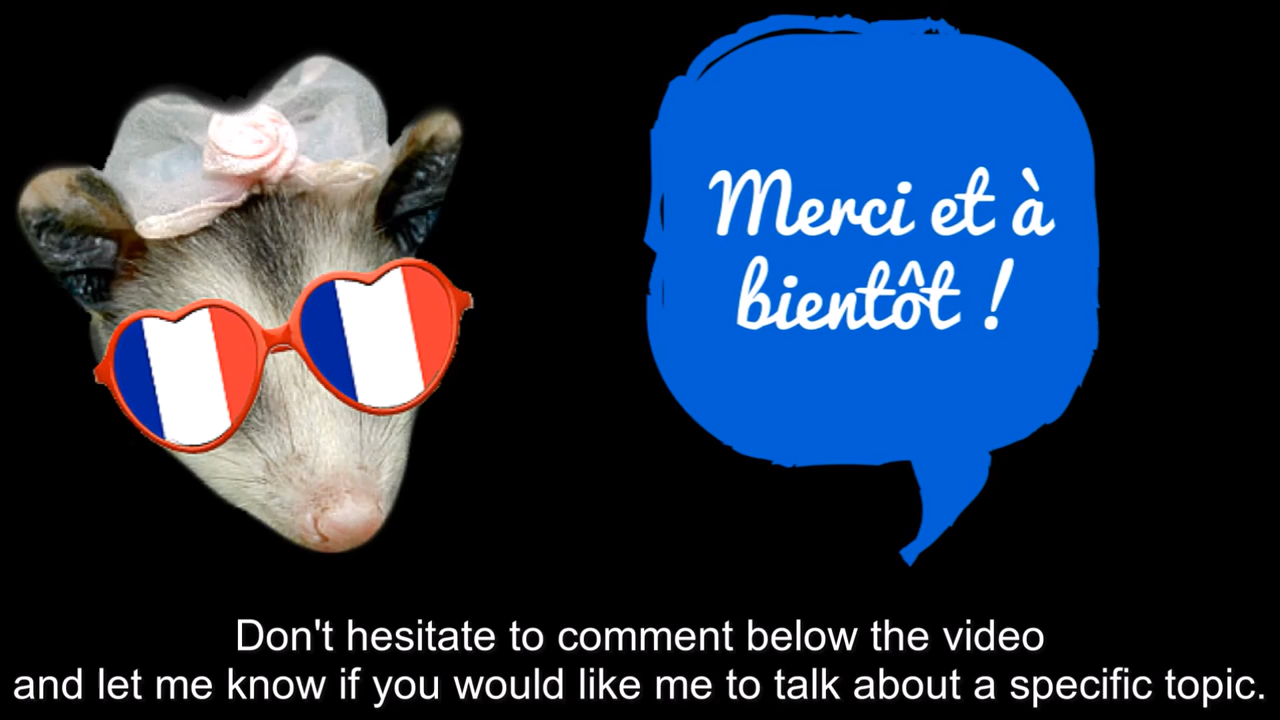 Merci et à
bientôt !
Don't hesitate to comment below the video
and let me know if you would like me to talk about a specific topic.